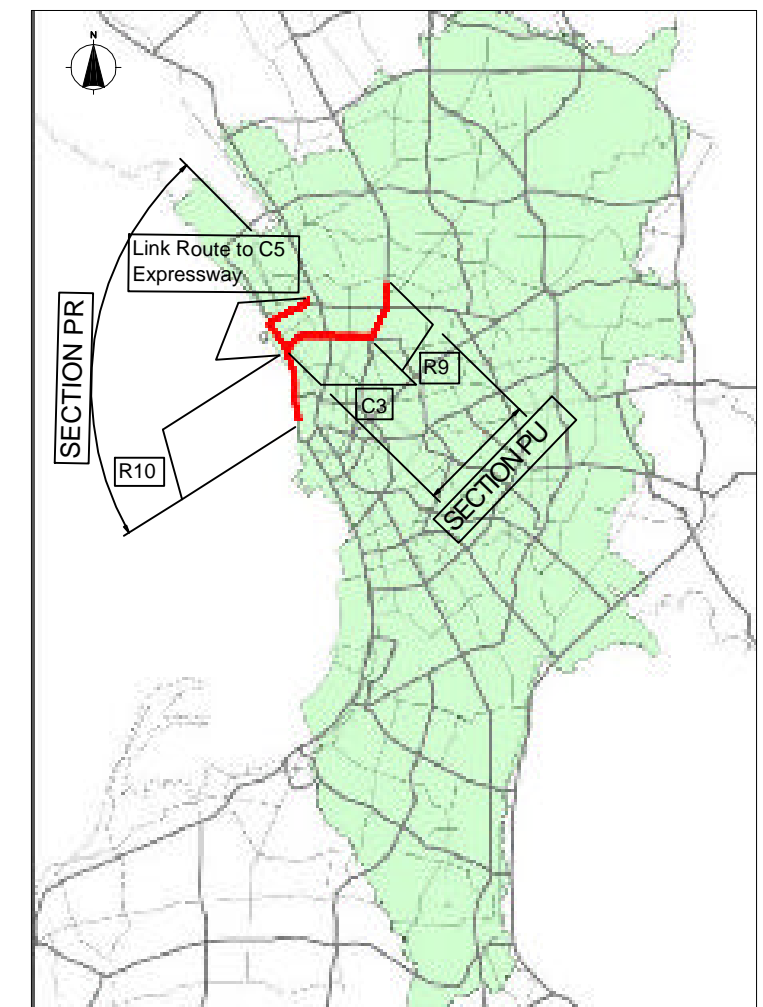 N
Link Route to C5
Expressway
SECTION PR
R9
C3
SECTION PU
R10